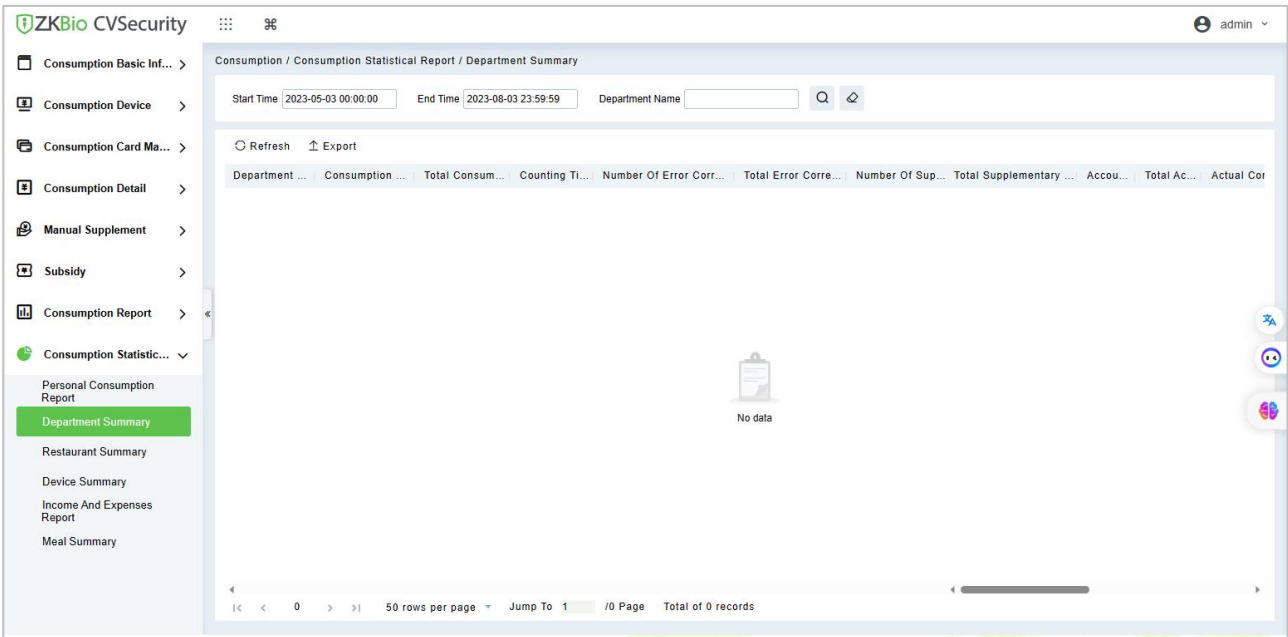 ZKBio CVSecurity
admin
Consumption Basic Inf...
Consumption Device
Consumption Card Ma...
Consumption Detail
Manual Supplement
Subsidy
Consumption Report
Consumption Statistic...
Personal Consumption
Report
Department Summary
Restaurant Summary
Device Summary
Income And Expenses
Report
Meal Summary
Consumption / Consumption Statistical Report / Department Summary
Start Time 2023-05-03 00:00:00 End Time 2023-08-03 23:59:59 Department Name
Refresh Export
Department ... Consumption ... Total Consum... Counting Ti... Number Of Error Corr... Total Error Corre... Number Of Sup... Total Supplementary ... Accou... Total Ac... Actual Cor
No data
0 50 rows per page Jump To 1 /0 Page Total of 0 records